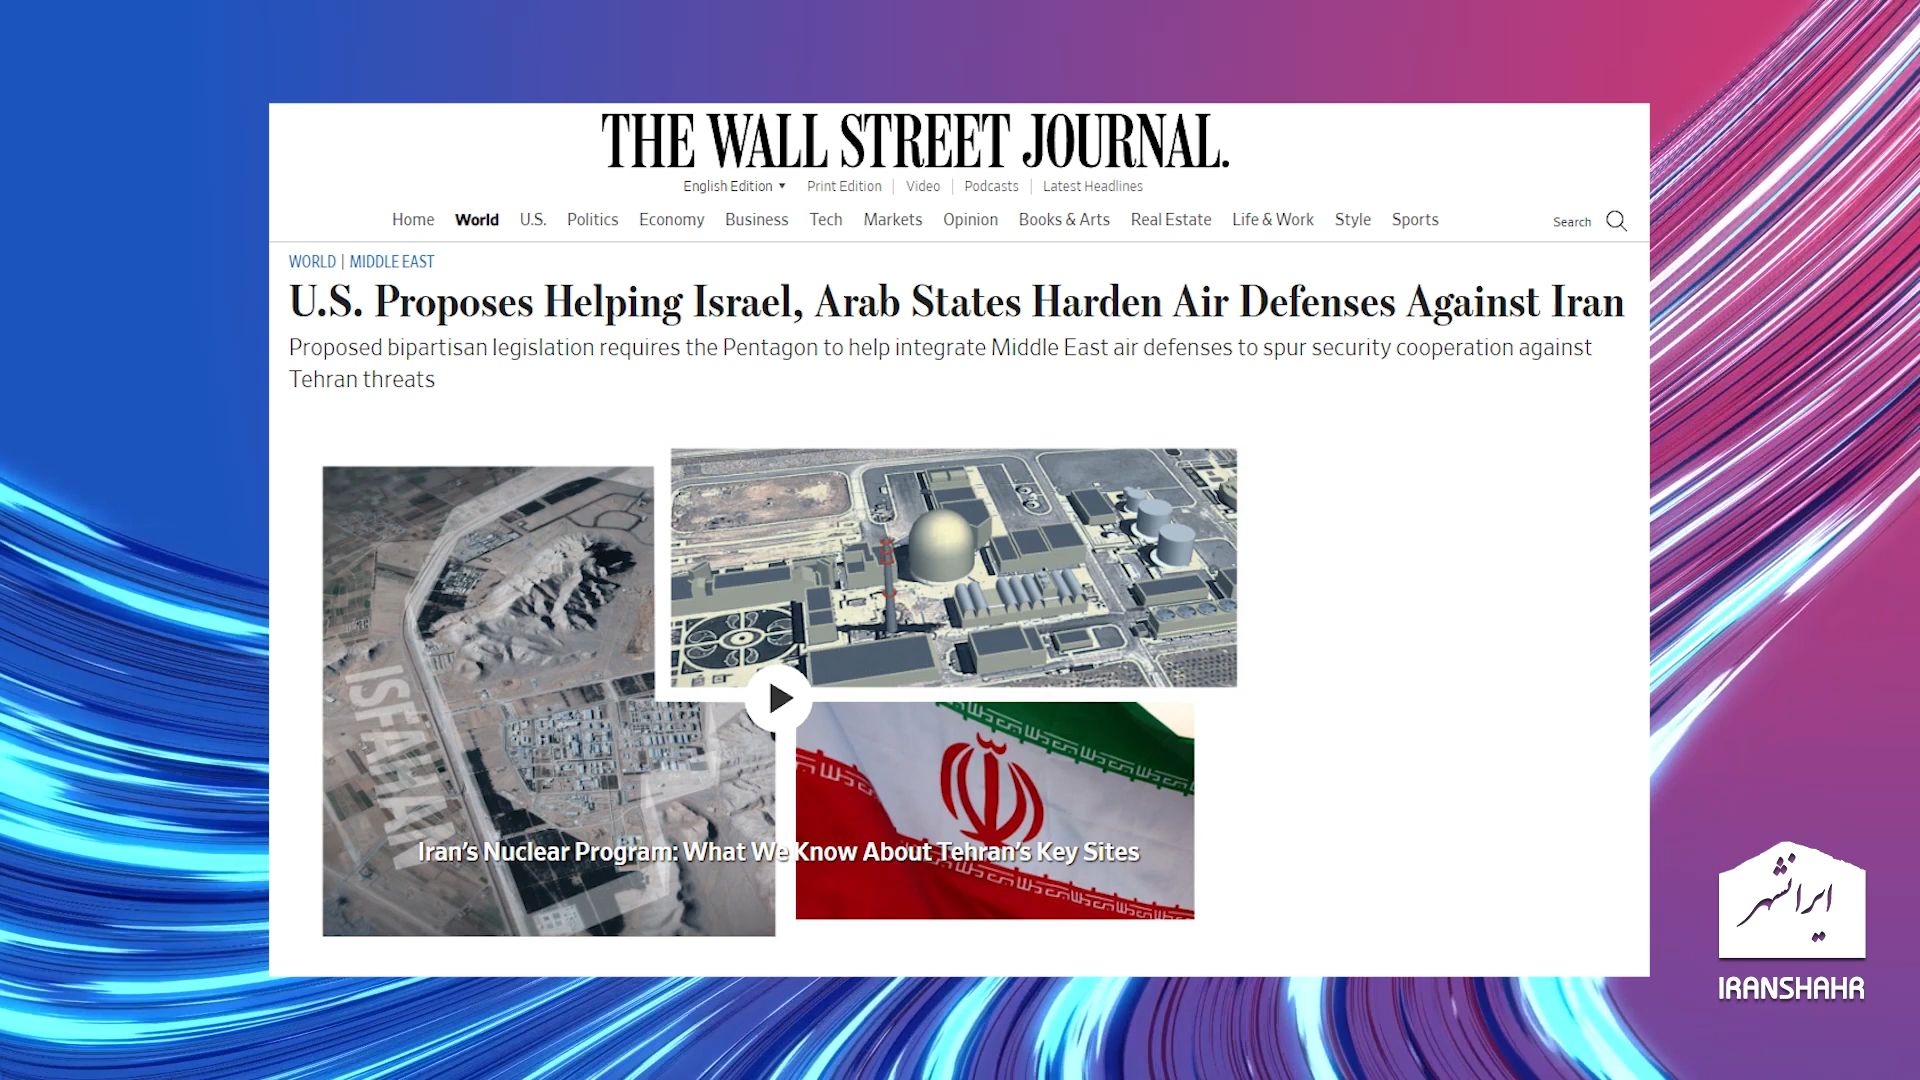 THE WALL STREET JOURNAL.
English Edition ▼ Print Edition | Video | Podcasts | Latest Headlines
Home World U.S. Politics Economy Business Tech Markets Opinion Books & Arts Real Estate Life & Work Style Sports Search
WORLD | MIDDLE EAST
U.S. Proposes Helping Israel, Arab States Harden Air Defenses Against Iran
Proposed bipartisan legislation requires the Pentagon to help integrate Middle East air defenses to spur security cooperation against
Tehran threats
ISFAHAN
Iran's Nuclear Program: What We Know About Tehran's Key Sites
ایرانشهر
IRANSHAHR